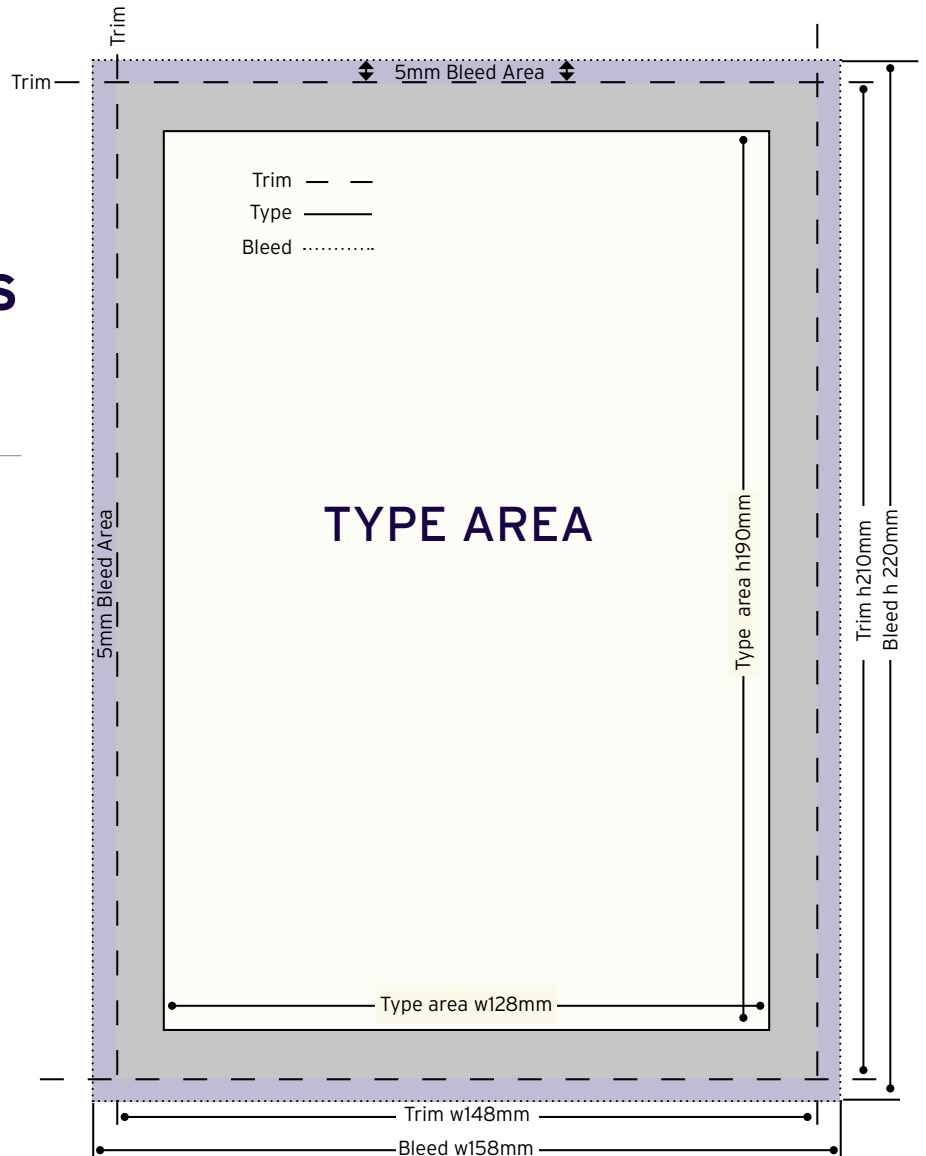 Trim
5mm Bleed Area
Trim
Trim
Type
Bleed
s
TYPE AREA
5mm Bleed Area
Type area h190mm
Trim h210mm
Bleed h 220mm
Type area w128mm
Trim w148mm
Bleed w158mm